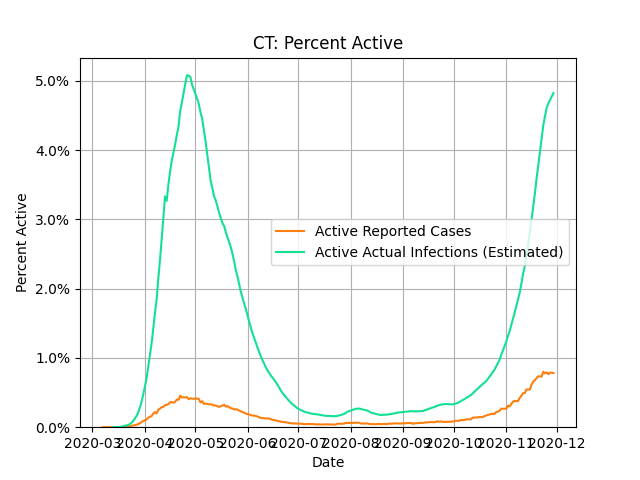 CT: Percent Active
5.0%
4.0%
3.0%
2.0%
1.0%
0.0%
Percent Active
Active Reported Cases
Active Actual Infections (Estimated)
2020-03 2020-04 2020-05 2020-06 2020-07 2020-08 2020-09 2020-10 2020-11 2020-12
Date